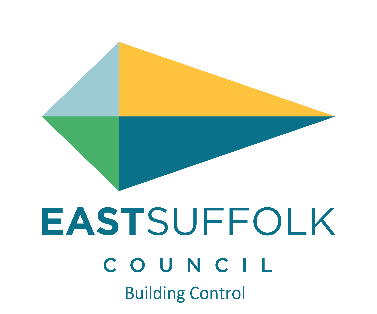 EASTSUFFOLK
COUNCIL
Building Control